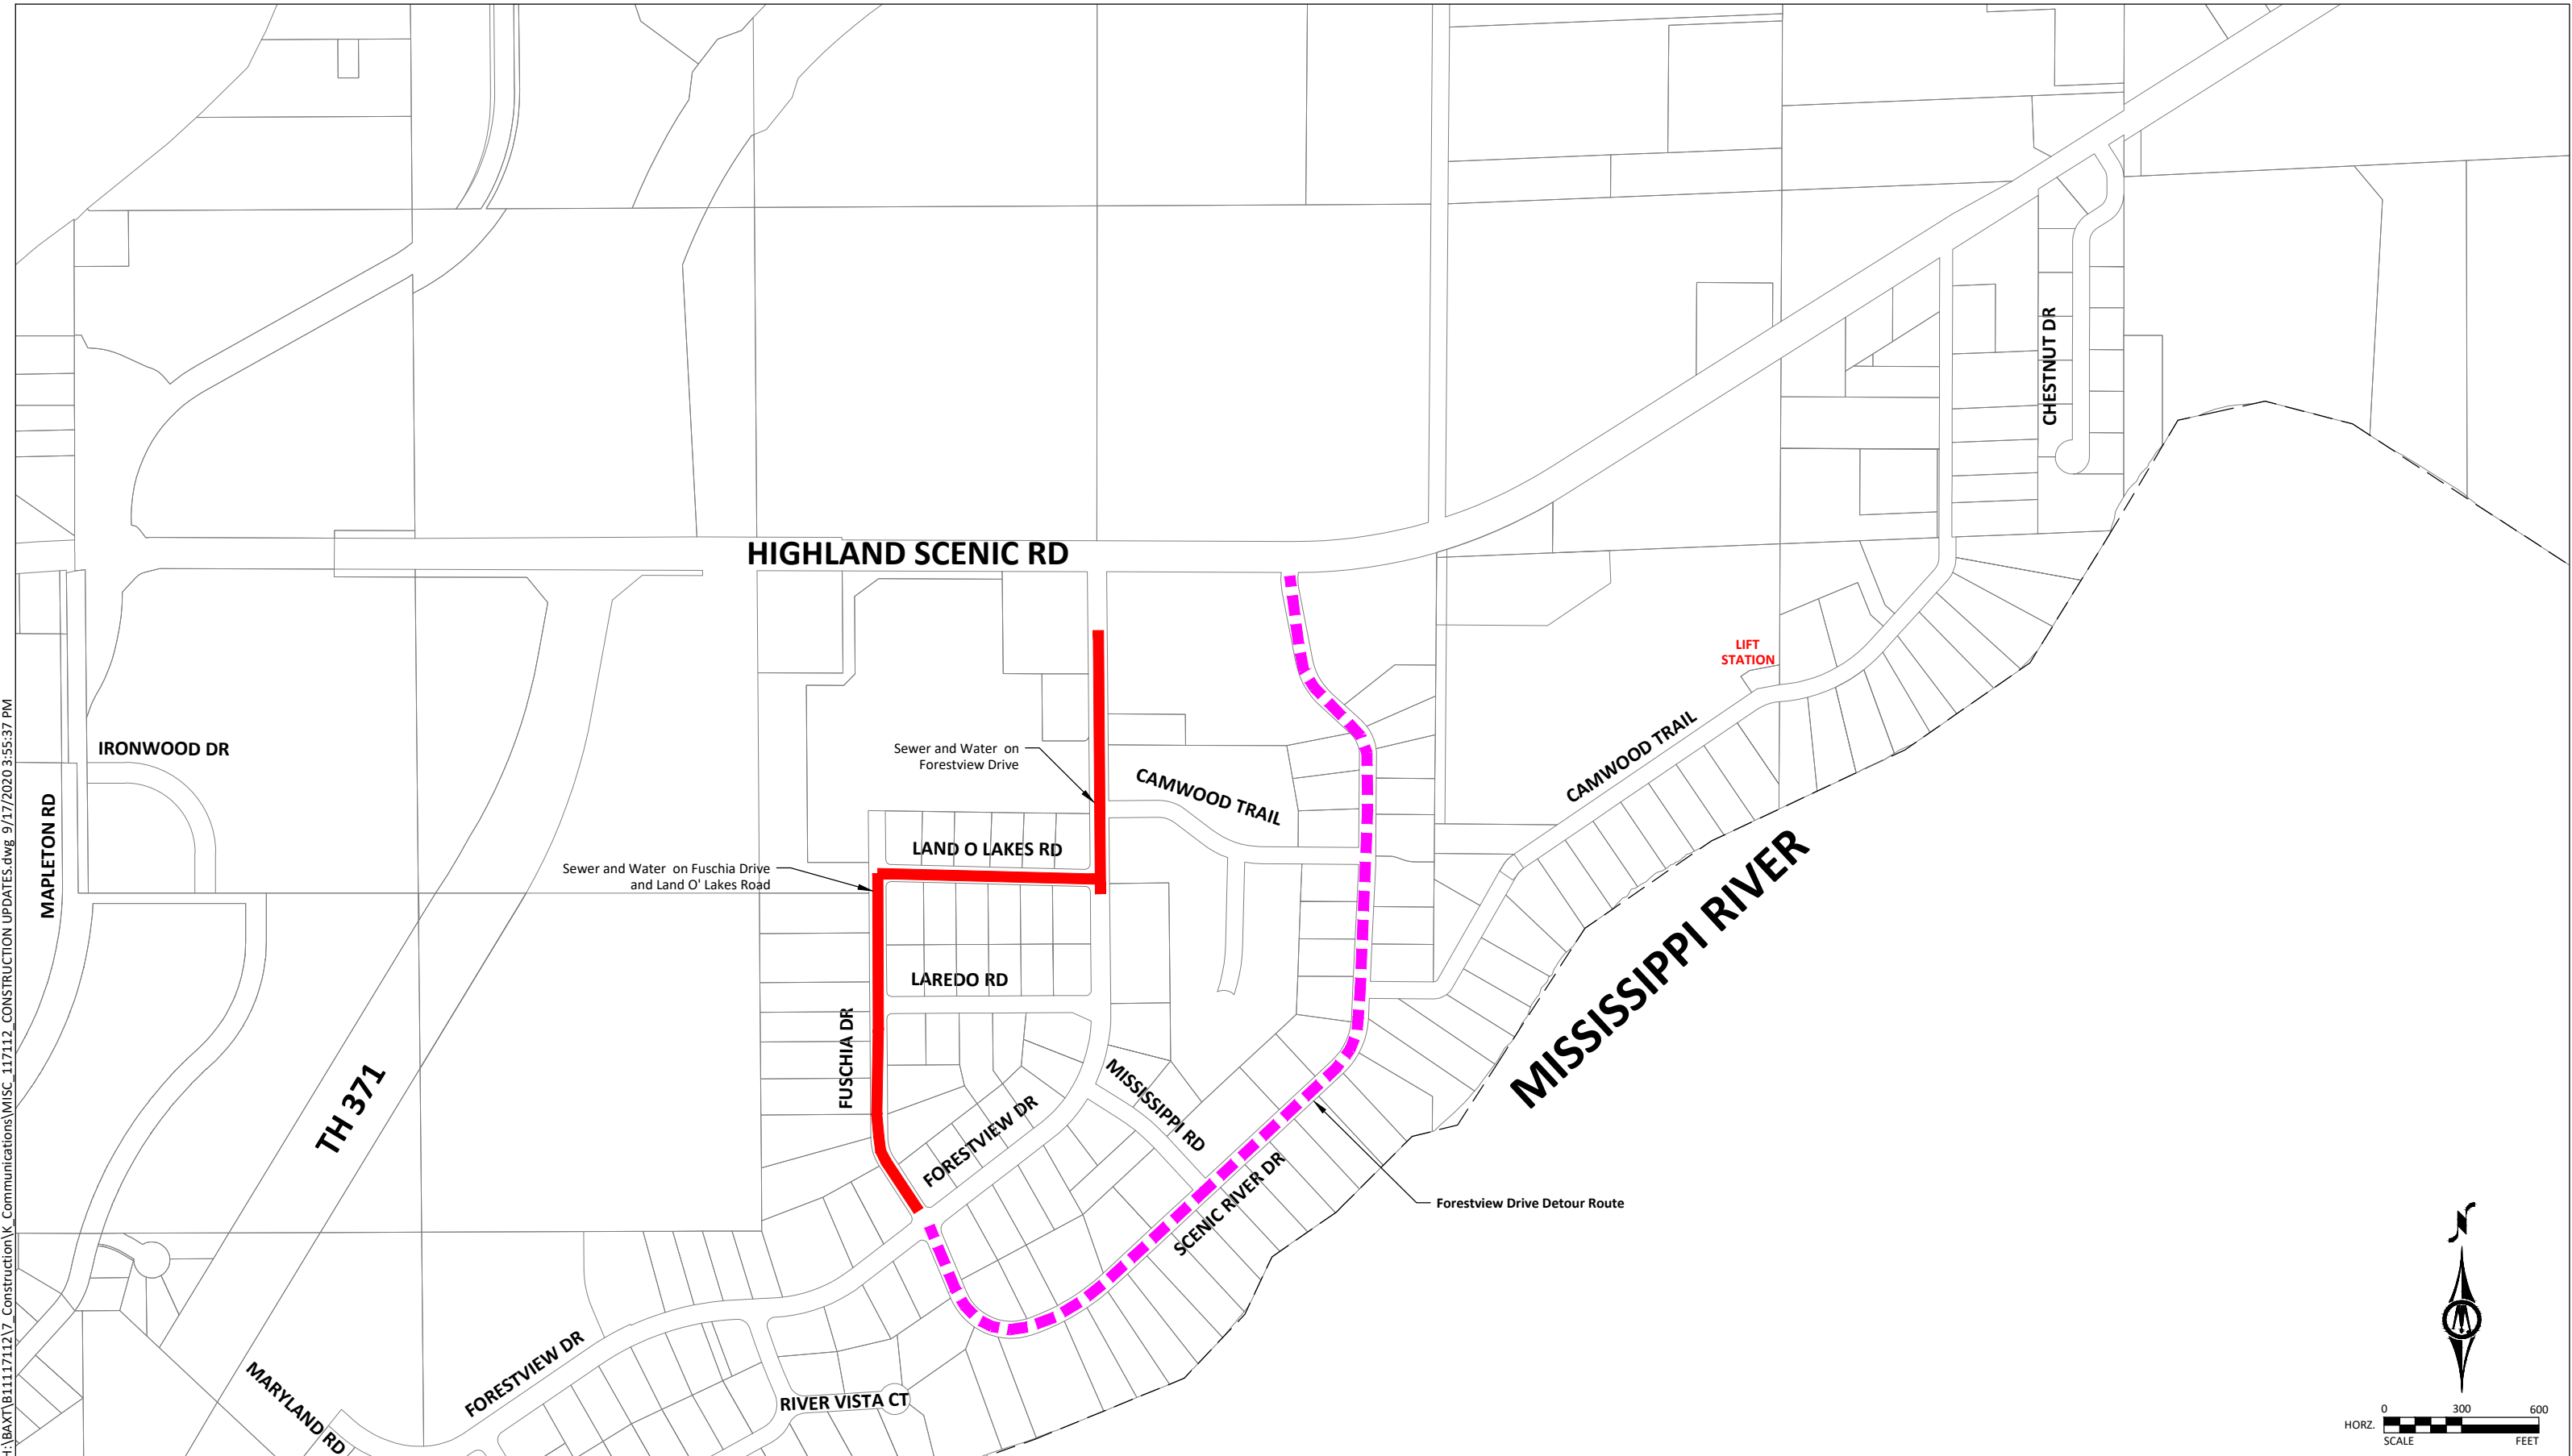 CHESTNUT DR
HIGHLAND SCENIC RD
LIFT
STATION
IRONWOOD DR
MAPLETON RD
Sewer and Water on
Forestview Drive
CAMWOOD TRAIL
CAMWOOD TRAIL
LAND O LAKES RD
Sewer and Water on Fuschia Drive
and Land O' Lakes Road
MISSISSIPPI RIVER
LAREDO RD
FUSCHIA DR
TH 371
FORESTVIEW DR
MISSISSIPPI RD
SCENIC RIVER DR
Forestview Drive Detour Route
FORESTVIEW DR
MARYLAND RD
RIVER VISTA CT
N
0 300 600
HORZ.
SCALE FEET
H:\BAXT\B11117112\7_Construction\K_Communications\MISC_117112_CONSTRUCTION UPDATES.dwg 9/17/2020 3:55:37 PM